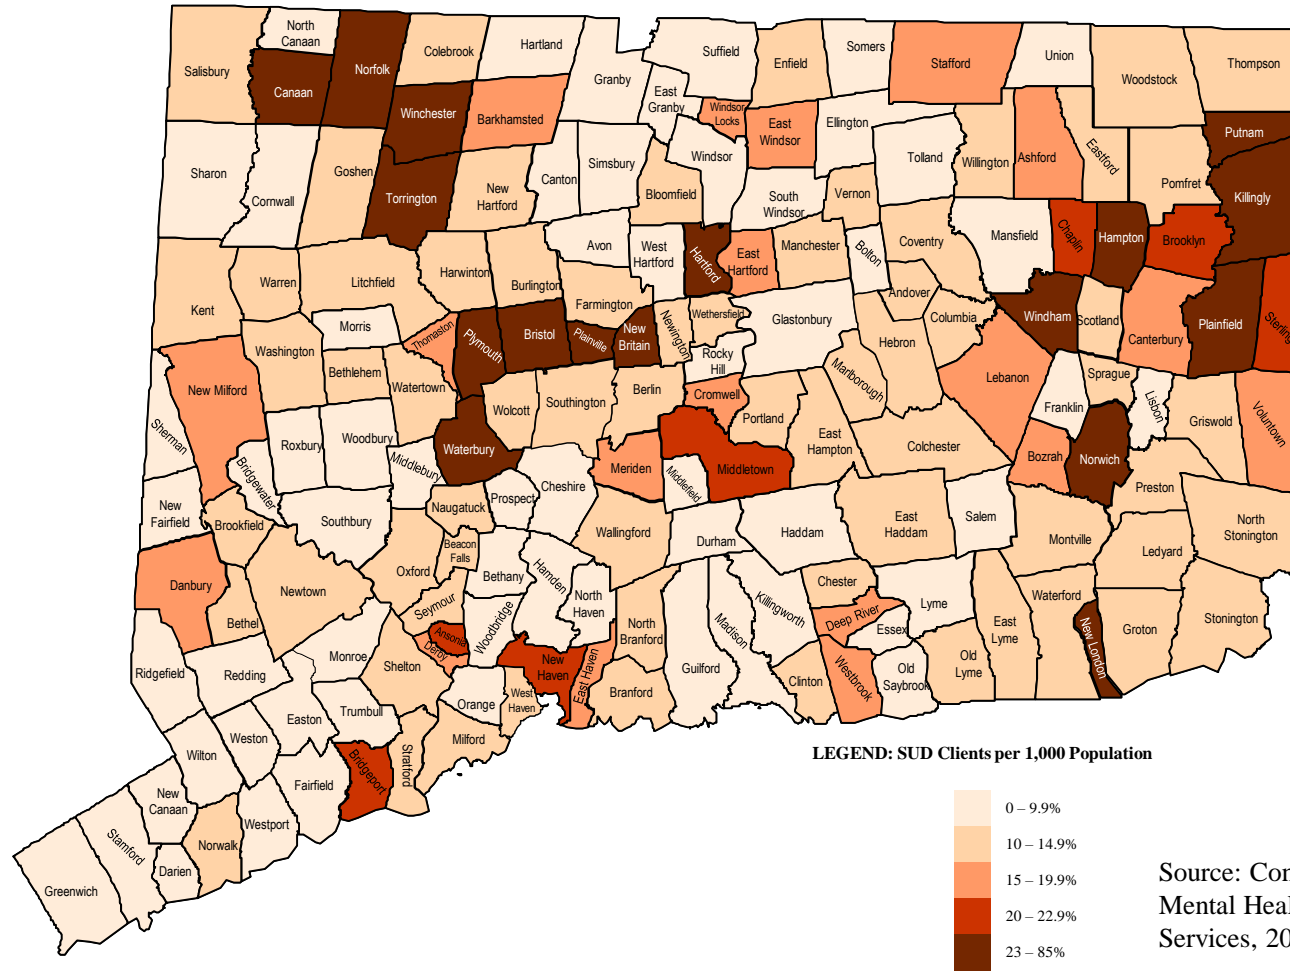 North
Canaan
Colebrook
Hartland
Suffield
Somers
Union
Salisbury
Norfolk
Granby
Enfield
Stafford
Woodstock
Thompson
Canaan
Winchester
Barkhamsted
East
Granby
Windsor
Locks
East
Windsor
Ellington
Putnam
Sharon
Cornwall
Goshen
Torrington
New
Hartford
Canton
Simsbury
Windsor
Bloomfield
South
Windsor
Vernon
Tolland
Willington
Ashford
Eastford
Pomfret
Killingly
Avon
West
Hartford
Hartford
East
Hartford
Manchester
Bolton
Coventry
Mansfield
Chaplin
Hampton
Brooklyn
Kent
Warren
Litchfield
Harwinton
Burlington
Farmington
Newington
Wethersfield
Glastonbury
Andover
Columbia
Hebron
Windham
Scotland
Canterbury
Plainfield
Sterling
Morris
Thomaston
Plymouth
Bristol
Plainville
New
Britain
Rocky
Hill
Marlborough
Washington
Bethlehem
Watertown
New Milford
Wolcott
Southington
Berlin
Cromwell
Portland
East
Hampton
Colchester
Lebanon
Franklin
Sprague
Lisbon
Griswold
Voluntown
Sherman
Roxbury
Woodbury
Middlebury
Waterbury
Meriden
Middletown
Middlefield
Bozrah
Norwich
Preston
Bridgewater
New
Fairfield
Brookfield
Southbury
Naugatuck
Prospect
Cheshire
Wallingford
Durham
Haddam
East
Haddam
Salem
Montville
Ledyard
North
Stonington
Danbury
Bethel
Newtown
Oxford
Beacon
Falls
Bethany
Hamden
North
Haven
Seymour
Ansonia
Derby
Woodbridge
New
Haven
East Haven
North
Branford
Branford
Guilford
Madison
Killingworth
Clinton
Chester
Deep River
Essex
Westbrook
Old
Saybrook
Lyme
Old
Lyme
East
Lyme
Waterford
New London
Groton
Stonington
Ridgefield
Redding
Monroe
Shelton
Orange
West
Haven
Milford
Easton
Trumbull
Weston
Wilton
Bridgeport
Stratford
Fairfield
New
Canaan
Westport
Norwalk
Darien
Stamford
Greenwich
LEGEND: SUD Clients per 1,000 Population
0 – 9.9%
10 – 14.9%
15 – 19.9%
20 – 22.9%
23 – 85%
Source: Con
Mental Heal
Services, 20